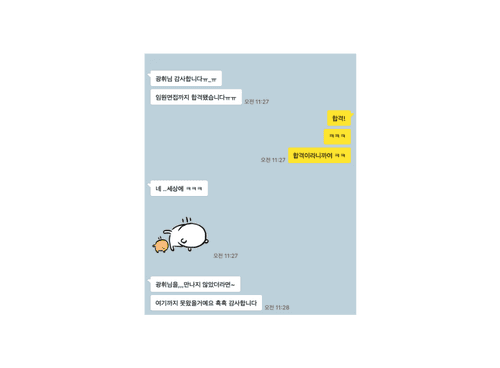 광휘님 감사합니다ㅠ_ㅠ
임원면접까지 합격됐습니다ㅠㅠ
오전 11:27
합격!
ㅋㅋㅋ
오전 11:27
합격이라니까여 ㅋㅋ
네 ..세상에 ㅋㅋㅋ
오전 11:27
광휘님을,,,만나지 않았더라면~
여기까지 못왔을거예요 흑흑 감사합니다
오전 11:28